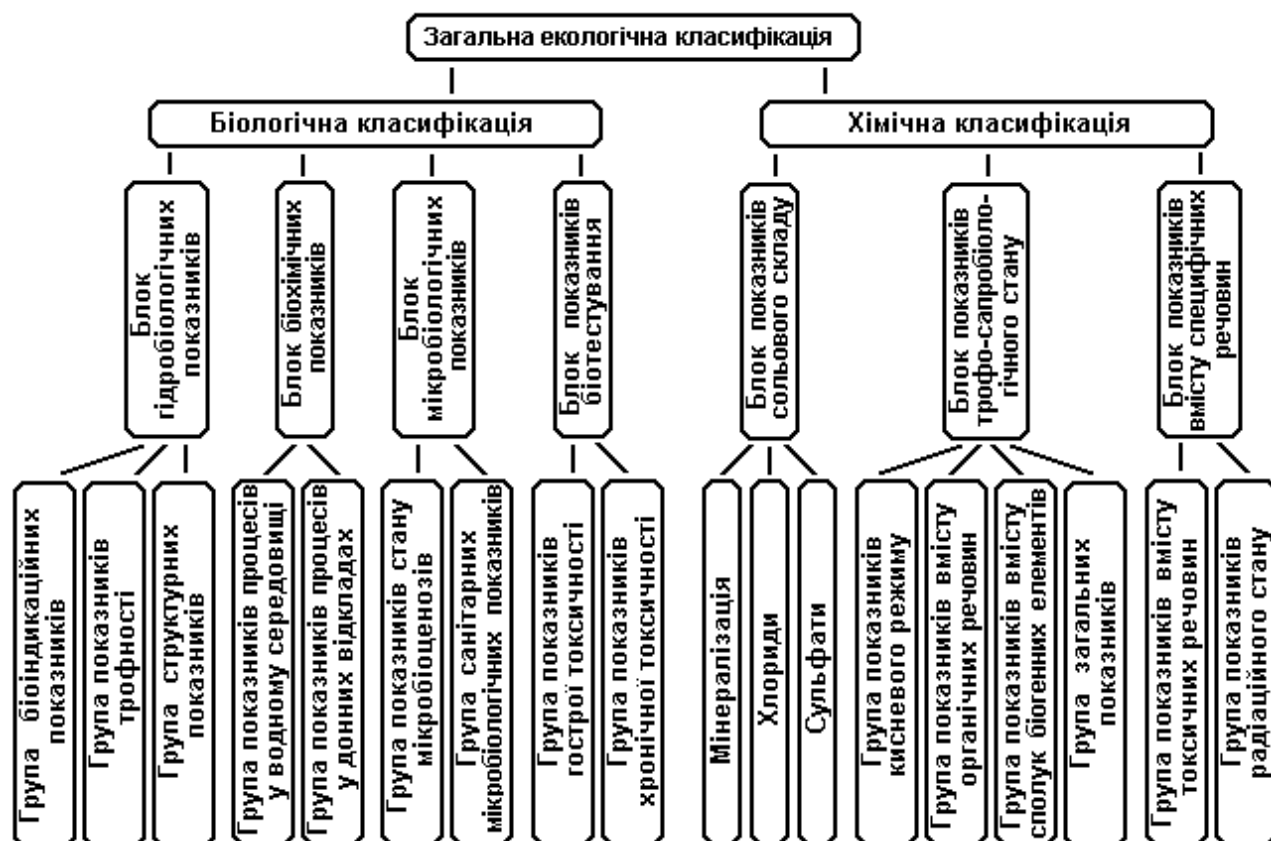 Загальна екологічна класифікація
Біологічна класифікація
Хімічна класифікація
Блок
гідробіологічних
показників
Блок біохімічних
показників
Блок
мікробіологічних
показників
Блок показників
біотестування
Блок показників
сольового складу
Блок показників
трофо-сапробіоло-
гічного стану
Блок показників
вмісту специфічних
речовин
Група біоіндикаційних
показників
Група показників
трофності
Група структурних
показників
Група показників процесів
у водному середовищі
Група показників процесів
у донних відкладах
Група показників стану
мікробіоценозів
Група санітарних
мікробіологічних показників
Група показників
гострої токсичності
Група показників
хронічної токсичності
Мінералізація
Хлориди
Сульфати
Група показників
кисневого режиму
Група показників вмісту
органічних речовин
Група показників вмісту
сполук біогенних елементів
Група загальних
показників
Група показників вмісту
токсичних речовин
Група показників
радіаційного стану